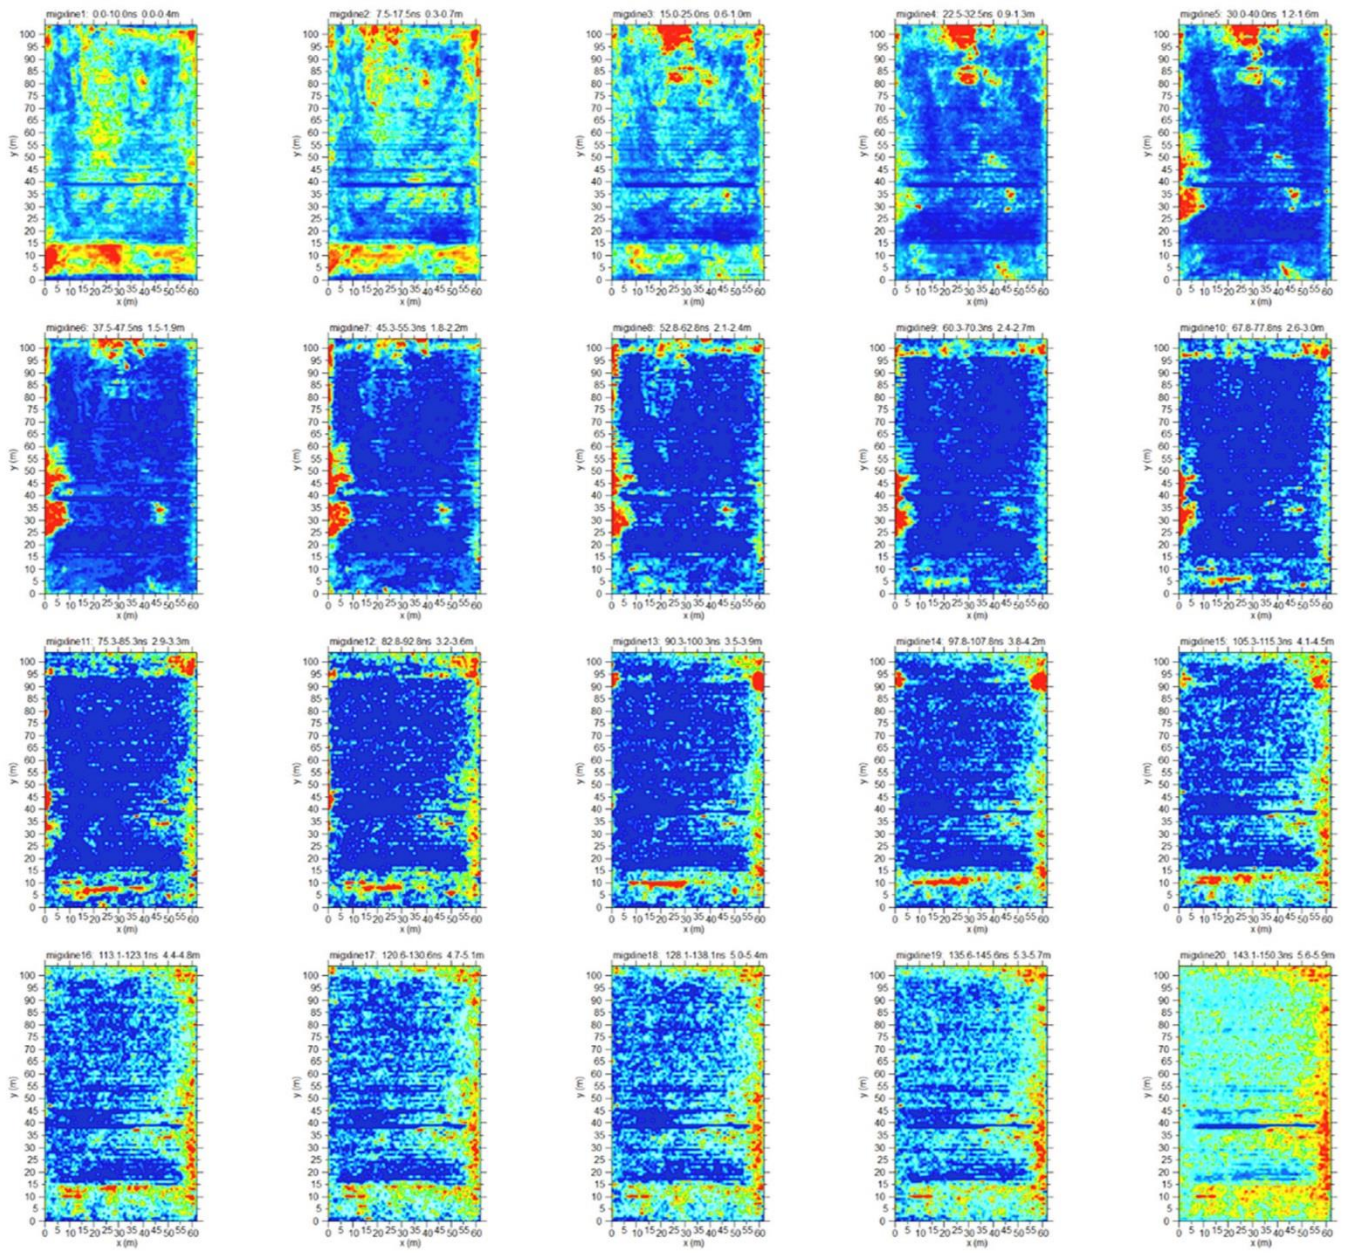 migxline1: 0.0-10.0ns 0.0-0.4m
migxline2: 7.5-17.5ns 0.3-0.7m
migxline3: 15.0-25.0ns 0.6-1.0m
migxline4: 22.5-32.5ns 0.9-1.3m
migxline5: 30.0-40.0ns 1.2-1.6m
y (m)
100
95
90
85
80
75
70
65
60
55
50
45
40
35
30
25
20
15
10
5
0
0 5 10 15 20 25 30 35 40 45 50 55 60
x (m)
migxline6: 37.5-47.5ns 1.5-1.9m
migxline7: 45.3-55.3ns 1.8-2.2m
migxline8: 52.8-62.8ns 2.1-2.4m
migxline9: 60.3-70.3ns 2.4-2.7m
migxline10: 67.8-77.8ns 2.6-3.0m
migxline11: 75.3-85.3ns 2.9-3.3m
migxline12: 82.8-92.8ns 3.2-3.6m
migxline13: 90.3-100.3ns 3.5-3.9m
migxline14: 97.8-107.8ns 3.8-4.2m
migxline15: 105.3-115.3ns 4.1-4.5m
migxline16: 113.1-123.1ns 4.4-4.8m
migxline17: 120.6-130.6ns 4.7-5.1m
migxline18: 128.1-138.1ns 5.0-5.4m
migxline19: 135.6-145.6ns 5.3-5.7m
migxline20: 143.1-150.3ns 5.6-5.9m